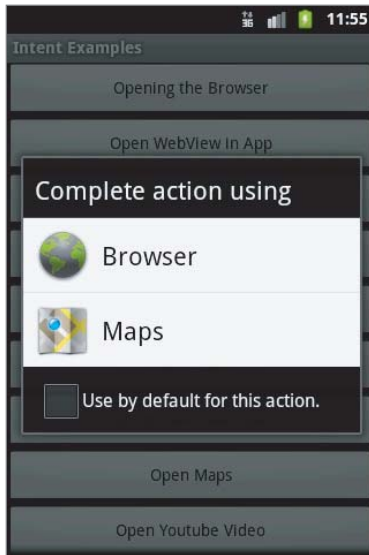 3G 11:55
Intent Examples
Opening the Browser
Open WebView in App
Complete action using
Browser
Maps
Use by default for this action.
Open Maps
Open Youtube Video